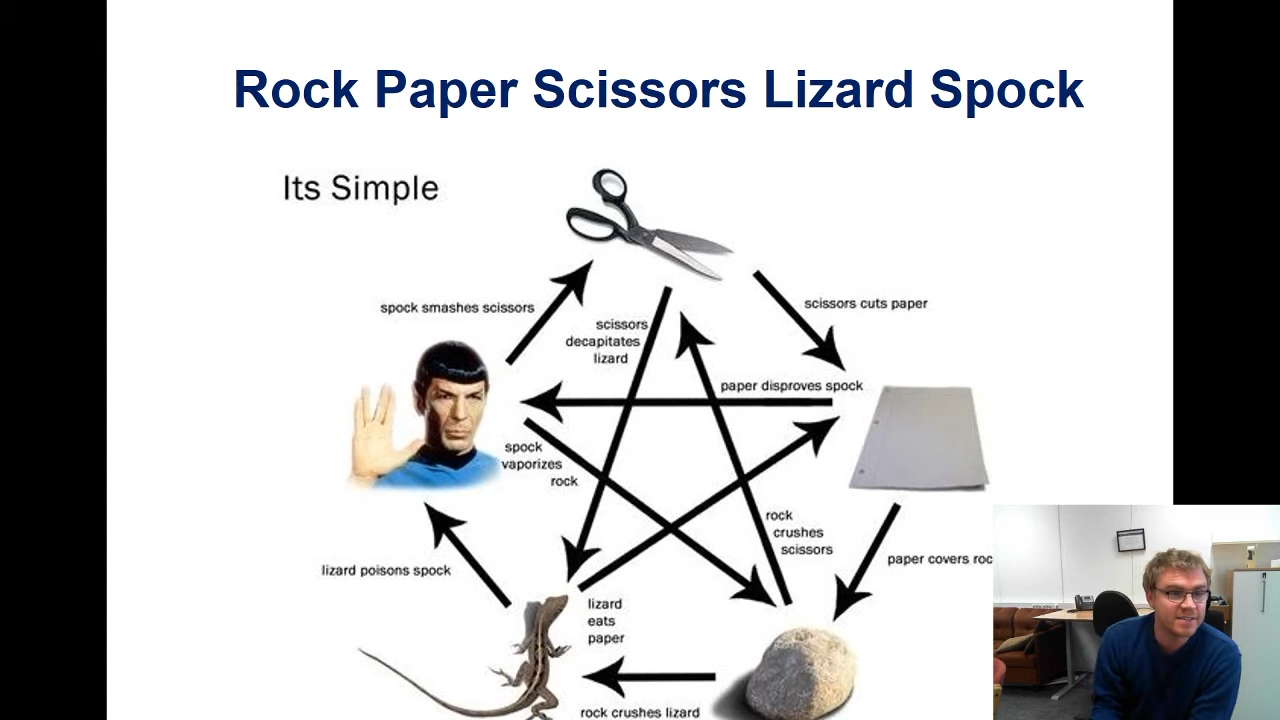 Rock Paper Scissors Lizard Spock
Its Simple
spock smashes scissors
scissors cuts paper
scissors
decapitates
lizard
paper disproves spock
spock
vaporizes
rock
rock
crushes
scissors
lizard poisons spock
paper covers roc
lizard
eats
paper
rock crushes lizard